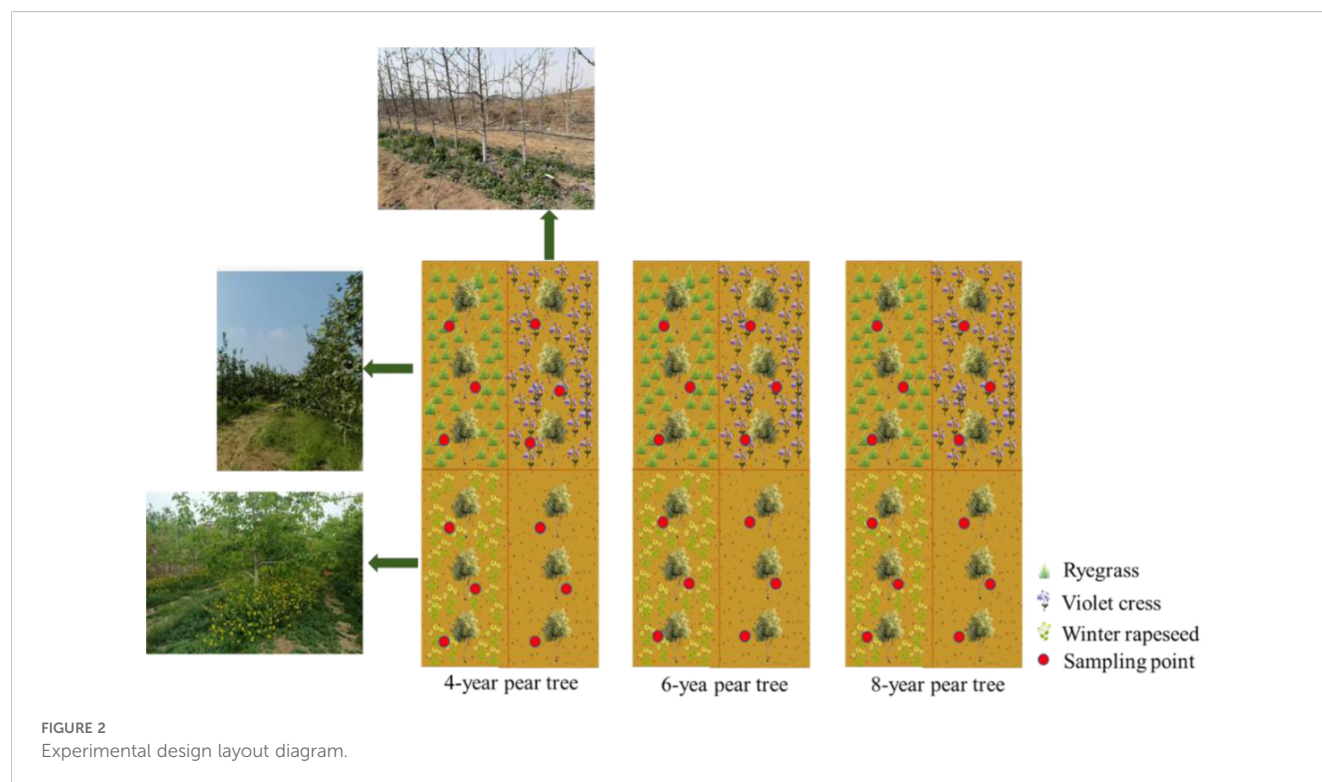 Ryegrass
Violet cress
Winter rapeseed
Sampling point
4-year pear tree
6-yea pear tree
8-year pear tree
FIGURE 2
Experimental design layout diagram.